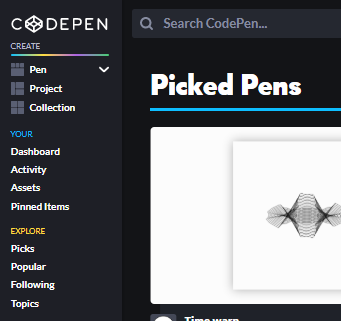 CODEPEN
CREATE
Pen
Project
Collection
YOUR
Dashboard
Activity
Assets
Pinned Items
EXPLORE
Picks
Popular
Following
Topics
Search CodePen...
Picked Pens
Time warp